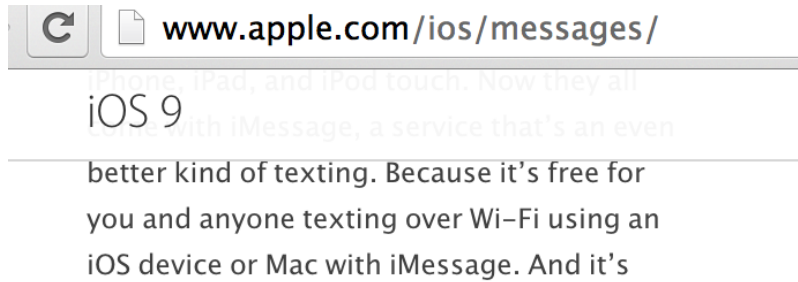 www.apple.com/ios/messages/
iPhone, iPad, and iPod touch. Now they all
iOS 9
come with iMessage, a service that's an even
better kind of texting. Because it's free for
you and anyone texting over Wi-Fi using an
iOS device or Mac with iMessage. And it's